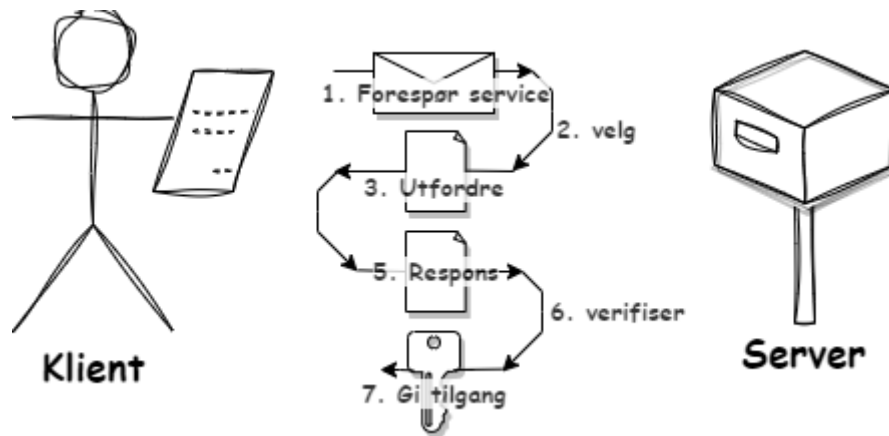 1. Forespør service
2. velg
3. Utfordre
5. Respons
6. verifiser
7. Gi tilgang
Klient
Server